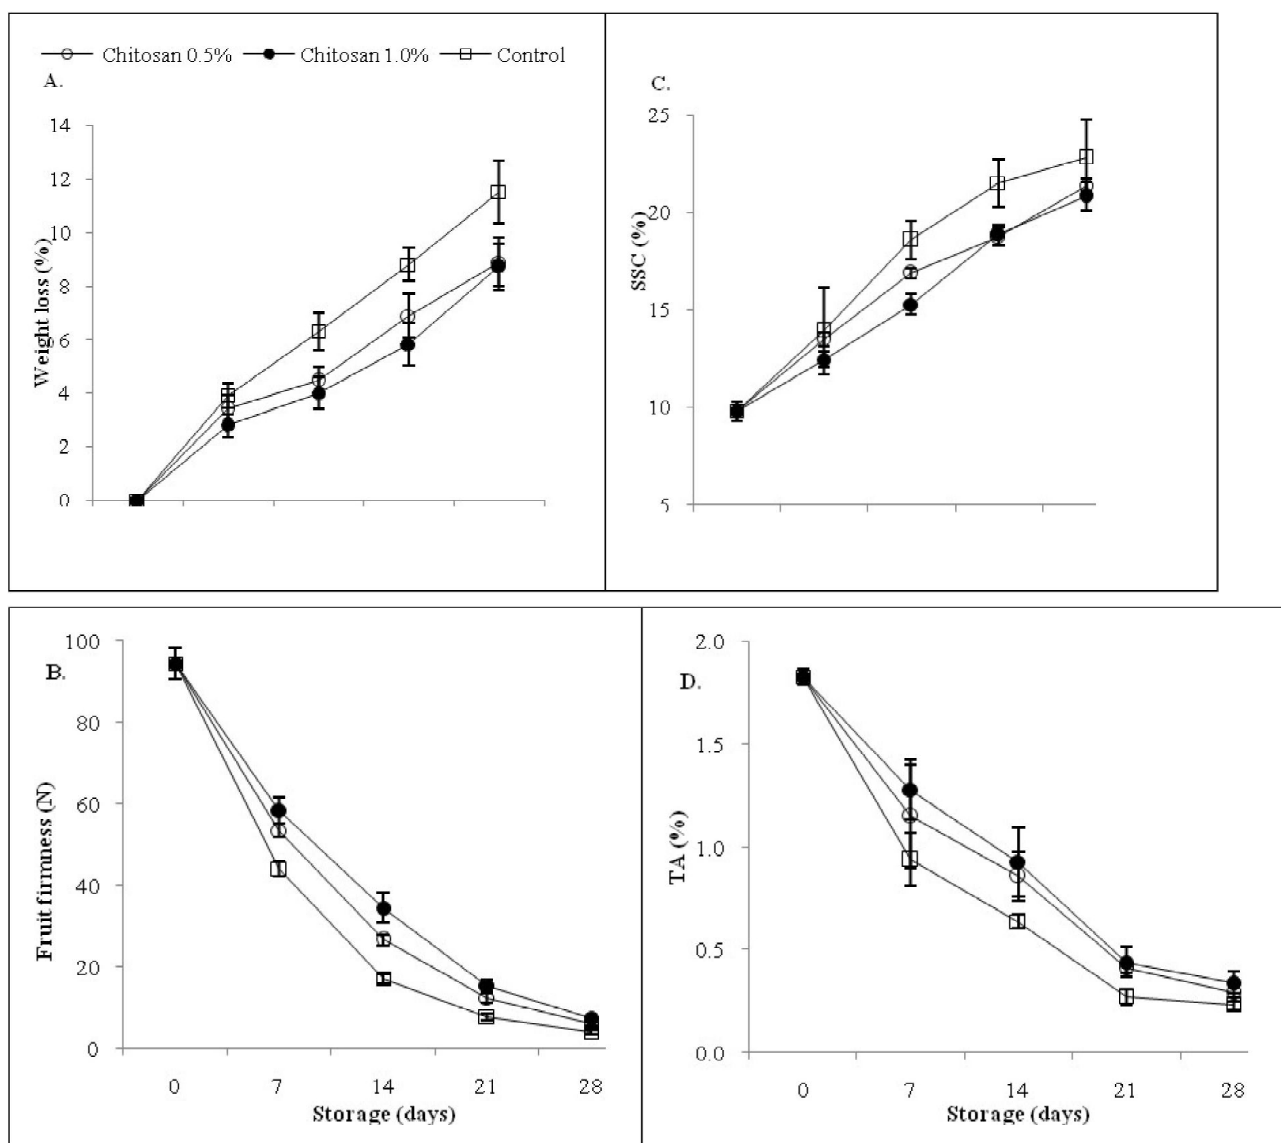 Chitosan 0.5% Chitosan 1.0% Control
A.
14
12
10
8
6
4
2
0
Weight loss (%)
C.
25
20
15
10
5
SSC (%)
B.
100
80
60
40
20
0
Fruit firmness (N)
0 7 14 21 28
Storage (days)
D.
2.0
1.5
1.0
0.5
0.0
TA (%)
0 7 14 21 28
Storage (days)